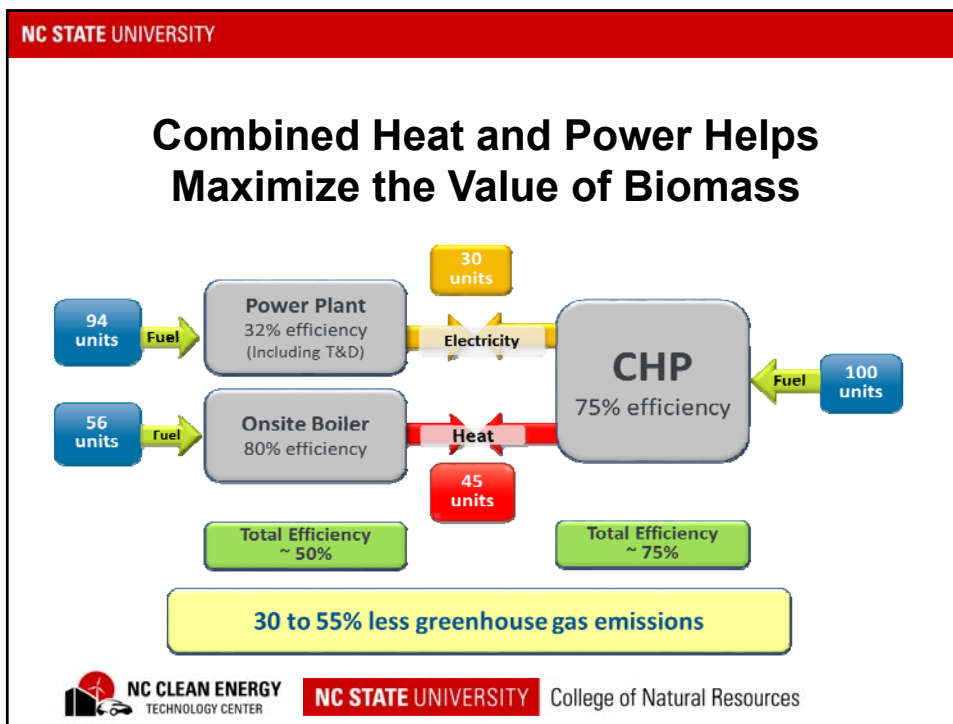 NC STATE UNIVERSITY
Combined Heat and Power Helps
Maximize the Value of Biomass
30
units
94
units
Fuel
Power Plant
32% efficiency
(Including T&D)
Electricity
CHP
75% efficiency
Fuel
100
units
56
units
Fuel
Onsite Boiler
80% efficiency
Heat
45
units
Total Efficiency
~ 50%
Total Efficiency
~ 75%
30 to 55% less greenhouse gas emissions
NC CLEAN ENERGY
TECHNOLOGY CENTER
NC STATE UNIVERSITY
College of Natural Resources